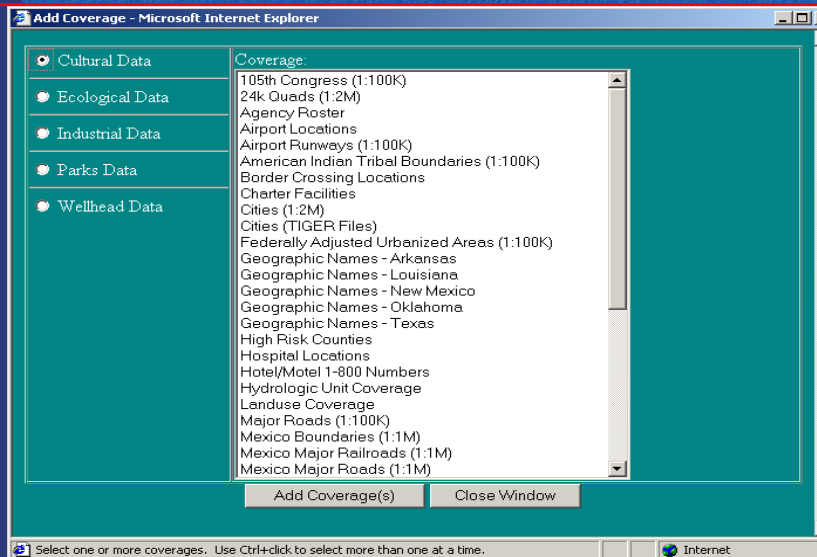 Add Coverage - Microsoft Internet Explorer
Cultural Data
Ecological Data
Industrial Data
Parks Data
Wellhead Data
Coverage:
105th Congress (1:100K)
24k Quads (1:2M)
Agency Roster
Airport Locations
Airport Runways (1:100K)
American Indian Tribal Boundaries (1:100K)
Border Crossing Locations
Charter Facilities
Cities (1:2M)
Cities (TIGER Files)
Federally Adjusted Urbanized Areas (1:100K)
Geographic Names - Arkansas
Geographic Names - Louisiana
Geographic Names - New Mexico
Geographic Names - Oklahoma
Geographic Names - Texas
High Risk Counties
Hospital Locations
Hotel/Motel 1-800 Numbers
Hydrologic Unit Coverage
Landuse Coverage
Major Roads (1:100K)
Mexico Boundaries (1:1M)
Mexico Major Railroads (1:1M)
Mexico Major Roads (1:1M)
Add Coverage(s) Close Window
Select one or more coverages. Use Ctrl+click to select more than one at a time. Internet